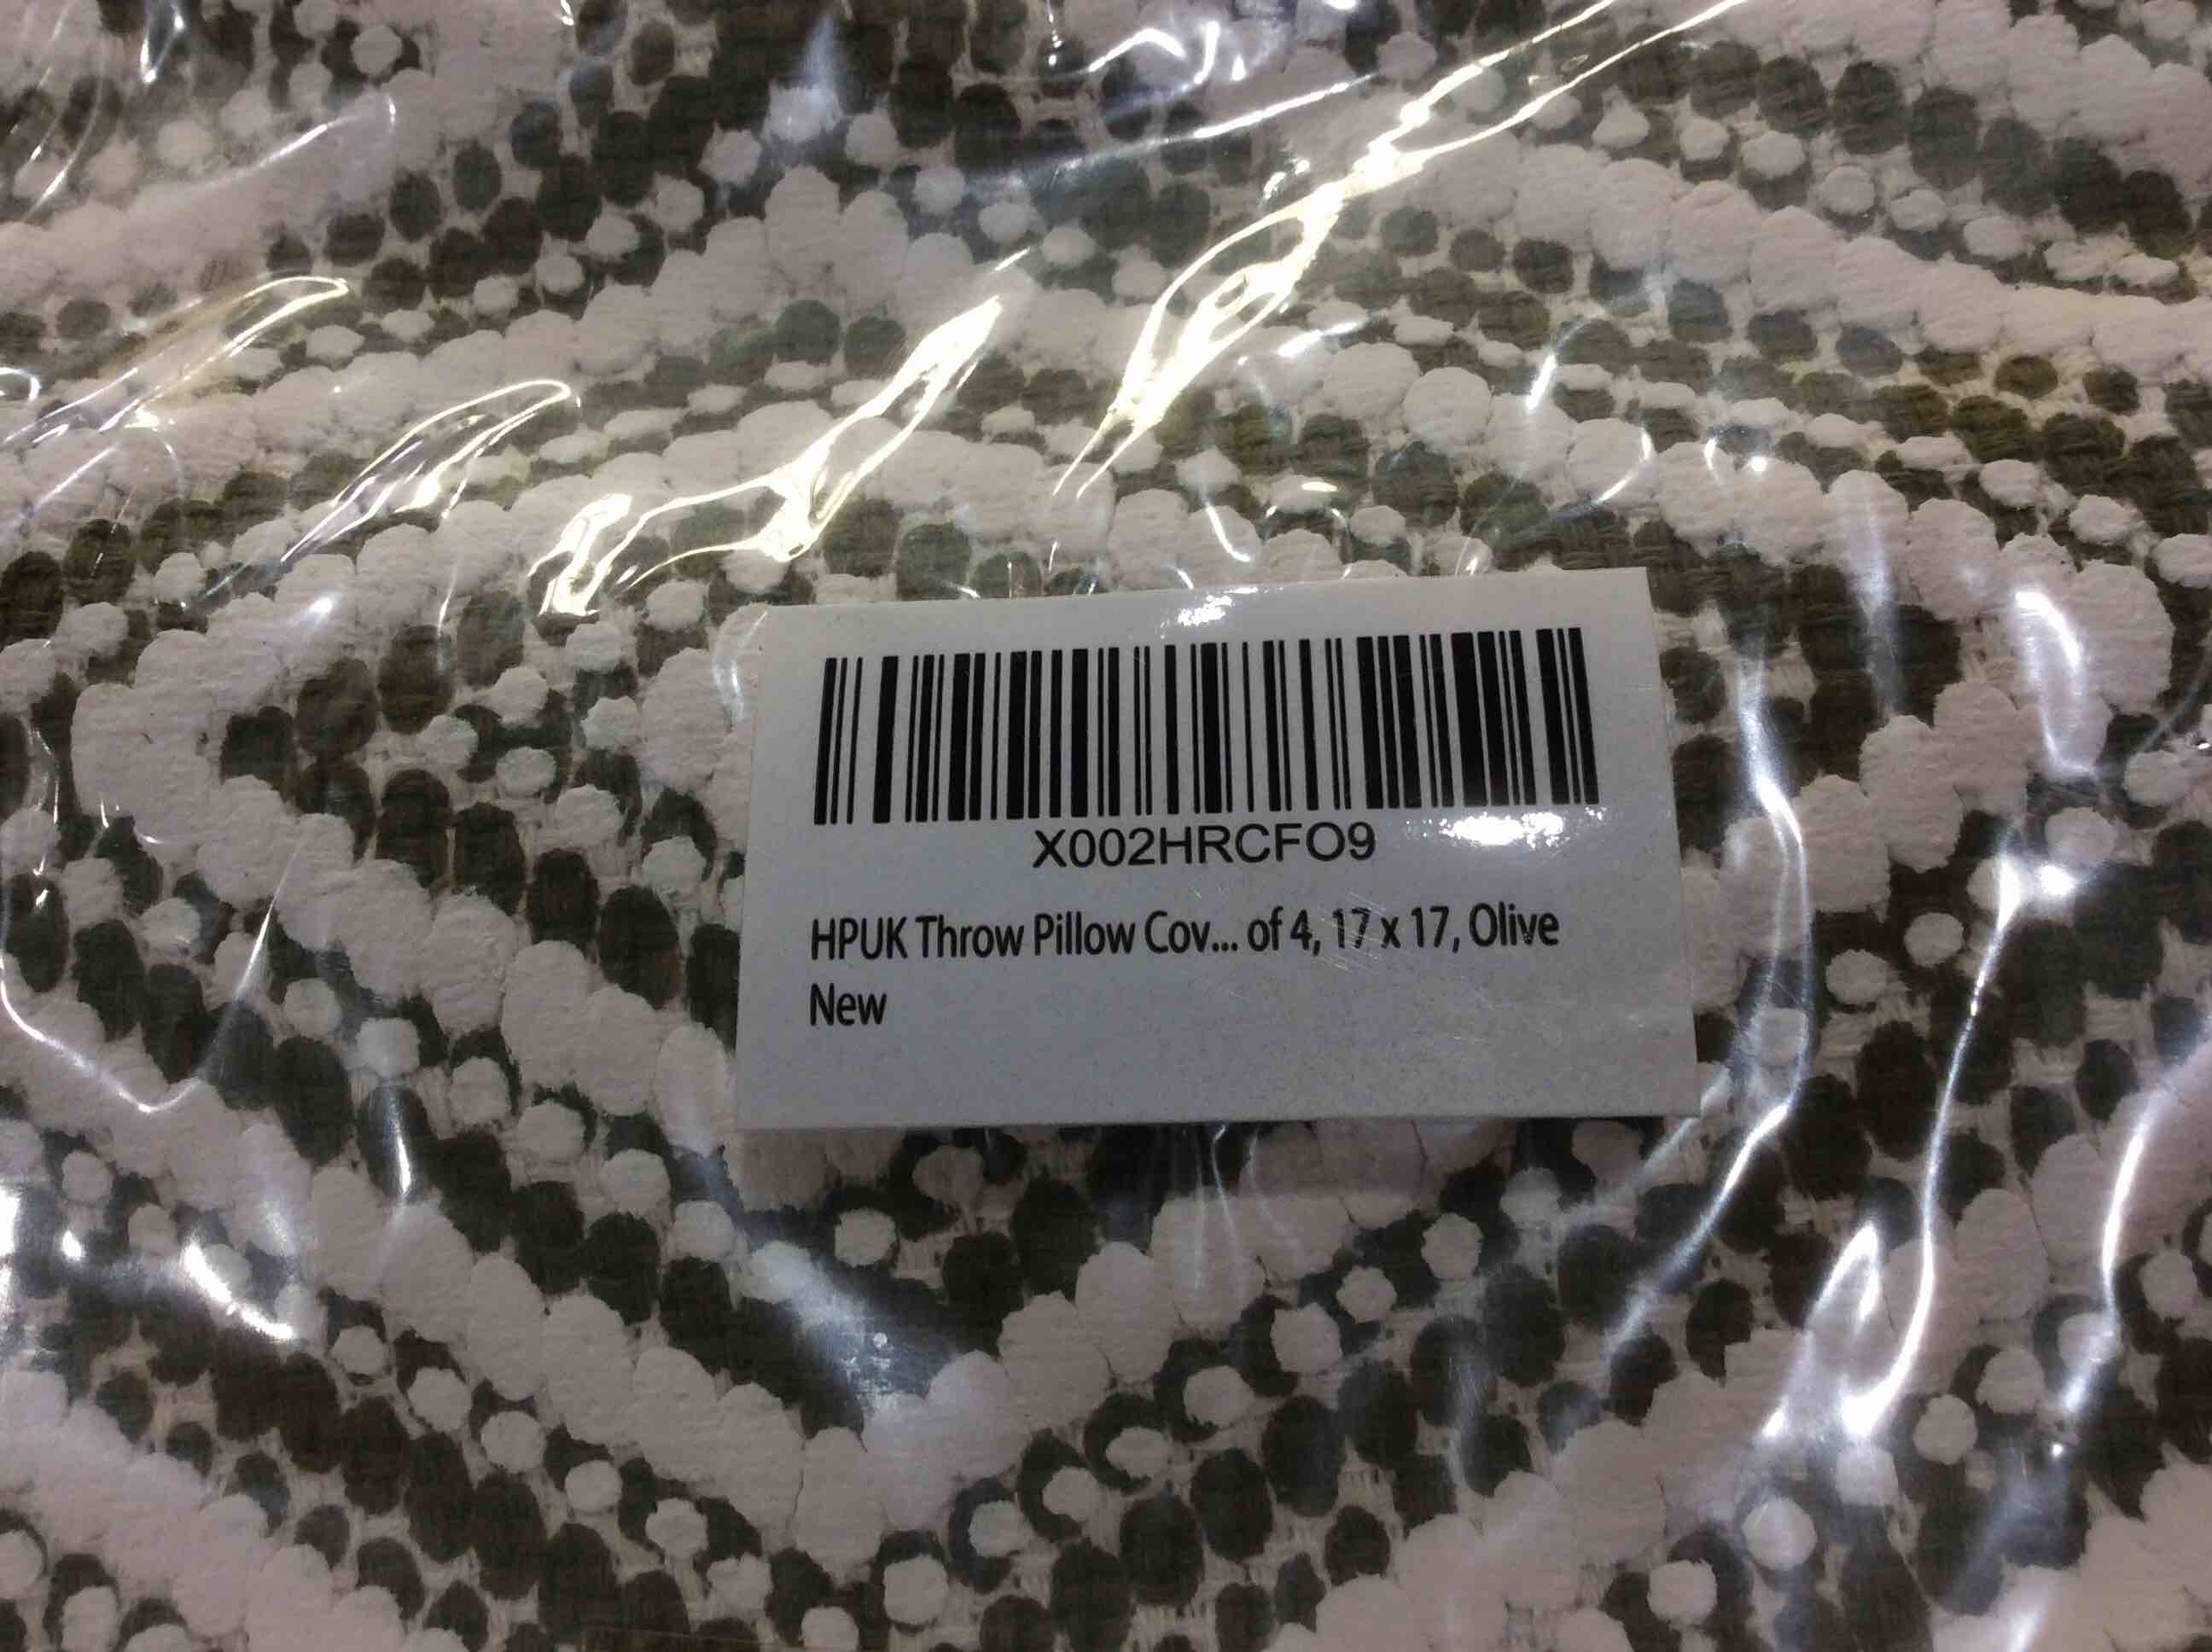 X002HRCFO9
HPUK Throw Pillow Cov... of 4, 17 x 17, Olive
New